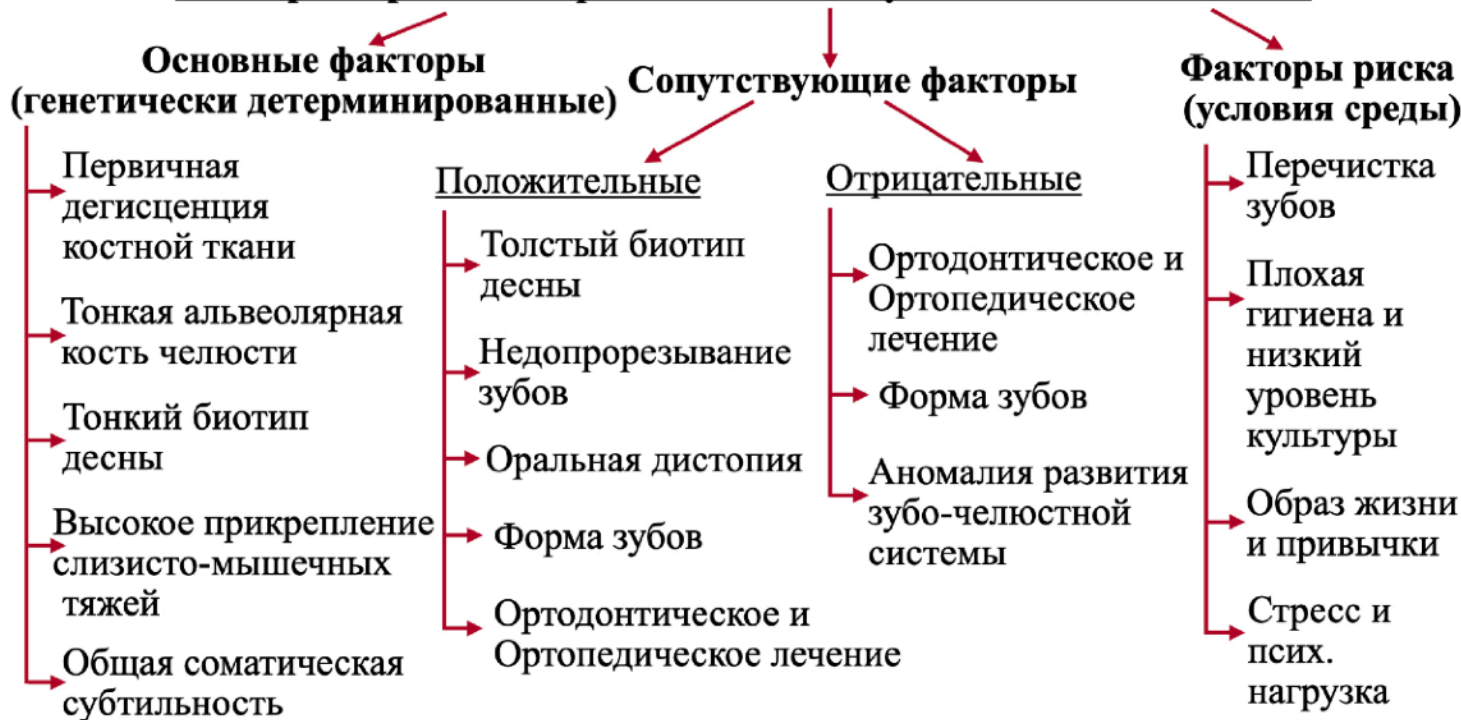 Основные факторы
(генетически детерминированные)
Первичная
дегисценция
костной ткани
Тонкая альвеолярная
кость челюсти
Тонкий биотип
десны
Высокое прикрепление
слизисто-мышечных
тяжей
Общая соматическая
субтильность
Сопутствующие факторы
Положительные
Толстый биотип
десны
Недопрорезывание
зубов
Оральная дистопия
Форма зубов
Ортодонтическое и
Ортопедическое лечение
Отрицательные
Ортодонтическое и
Ортопедическое
лечение
Форма зубов
Аномалия развития
зубо-челюстной
системы
Факторы риска
(условия среды)
Перечистка
зубов
Плохая
гигиена и
низкий
уровень
культуры
Образ жизни
и привычки
Стресс и
псих.
нагрузка